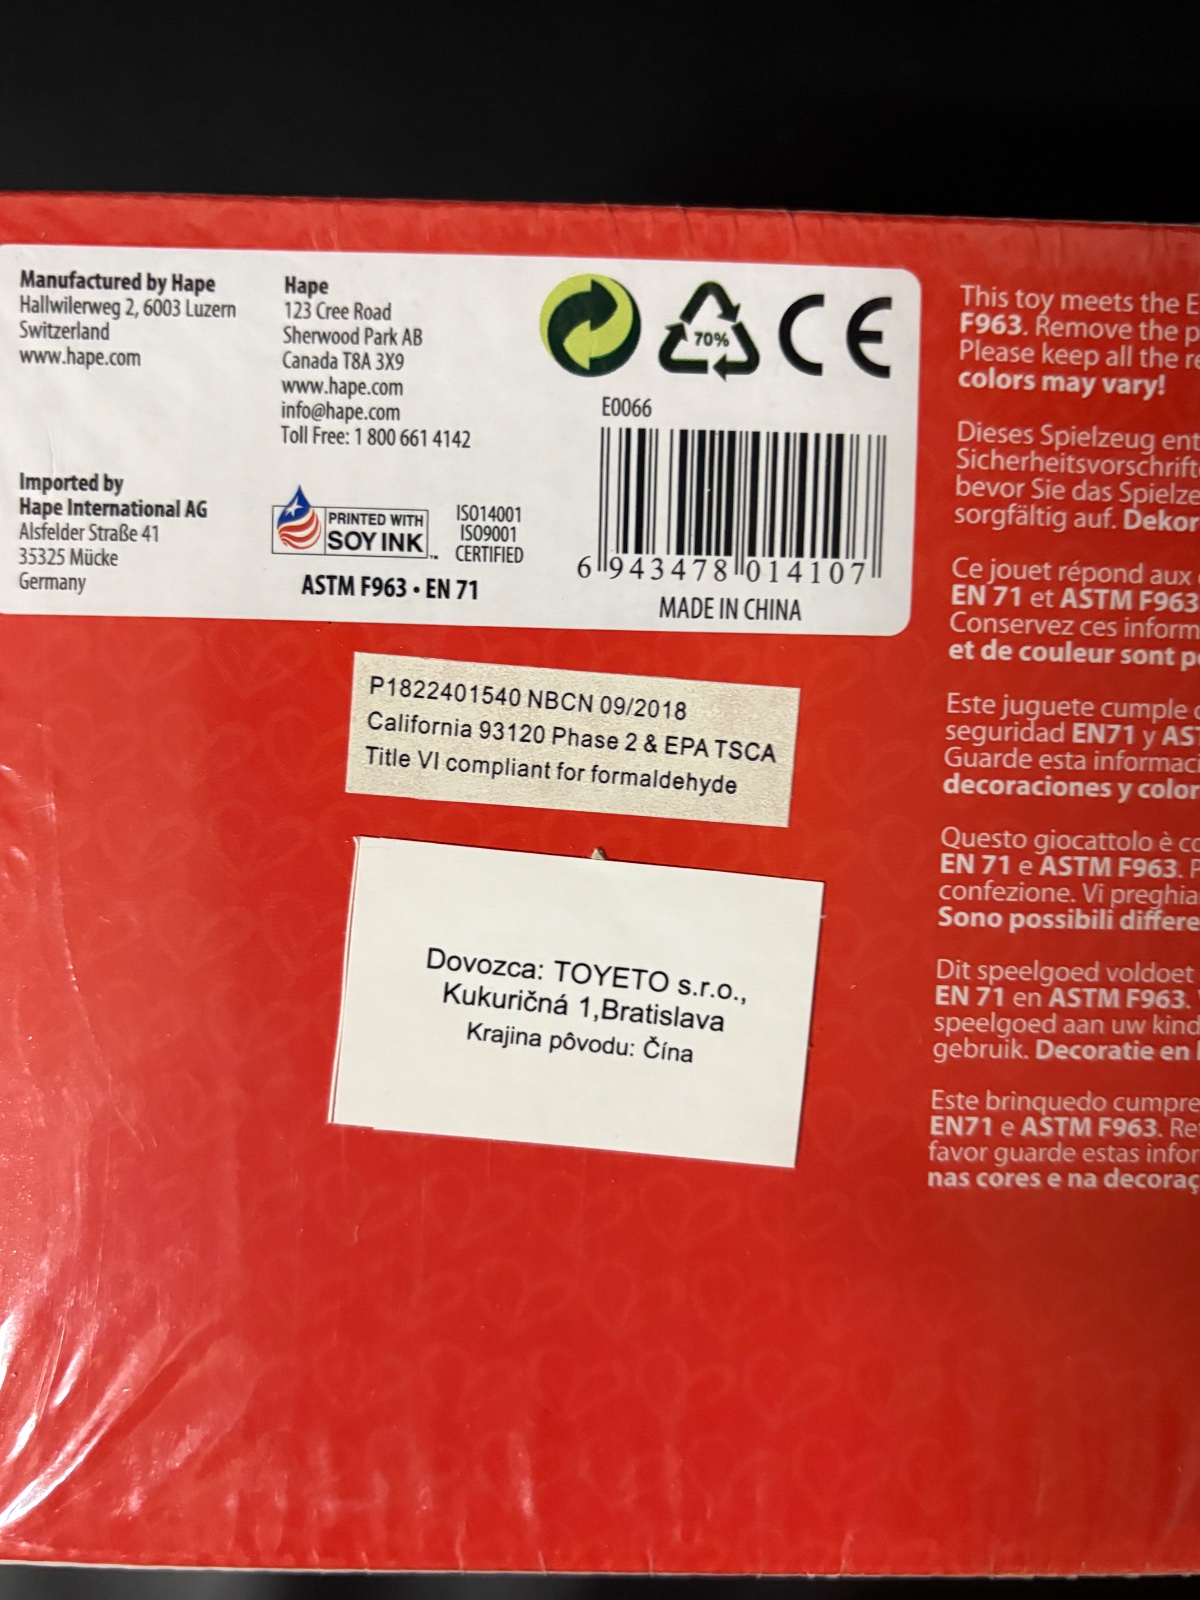 Manufactured by Hape
Hallwilerweg 2, 6003 Luzern
Switzerland
www.hape.com
Imported by
Hape International AG
Alsfelder Straße 41
35325 Mücke
Germany
Hape
123 Cree Road
Sherwood Park AB
Canada T8A 3X9
www.hape.com
info@hape.com
Toll Free: 1 800 661 4142
PRINTED WITH
SOY INK™
ISO14001
ISO9001
CERTIFIED
ASTM F963 • EN 71
70%
CE
E0066
6 943478 014107
MADE IN CHINA
P1822401540 NBCN 09/2018
California 93120 Phase 2 & EPA TSCA
Title VI compliant for formaldehyde
Dovozca: TOYETO s.r.o.,
Kukuričná 1,Bratislava
Krajina pôvodu: Čína
This toy meets the
F963. Remove the
Please keep all the
colors may vary!
Dieses Spielzeug
Sicherheitsvorschrift
bevor Sie das
sorgfältig auf.
Ce jouet répond aux
EN 71 et ASTM F963
Conservez ces
et de couleur sont
Este juguete cumple
seguridad EN71 y
Guarde esta
decoraciones y
Questo giocattolo è
EN 71 e ASTM F963.
confezione. Vi
Sono possibili
Dit speelgoed voldoet
EN 71 en ASTM F963.
speelgoed aan uw kind
gebruik. Decoratie en
Este brinquedo cumpre
EN71 e ASTM F963.
favor guarde estas
nas cores e na